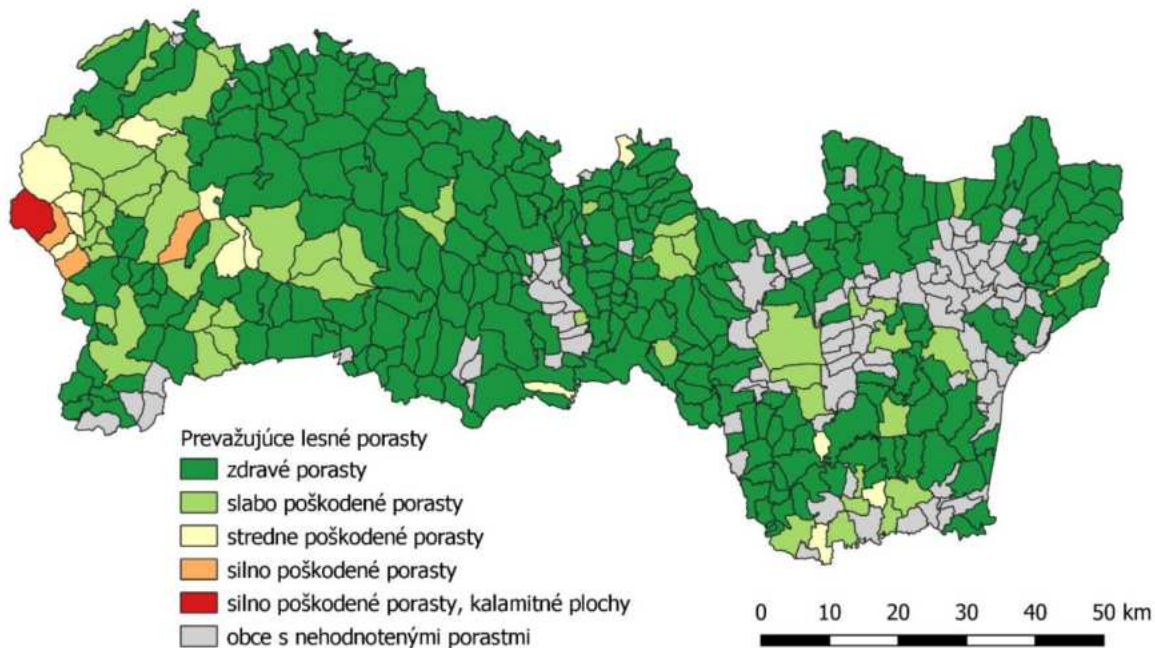 Prevažujúce lesné porasty
zdravé porasty
slabo poškodené porasty
stredne poškodené porasty
silno poškodené porasty
silno poškodené porasty, kalamitné plochy
obce s nehodnotenými porastmi
0 10 20 30 40 50 km